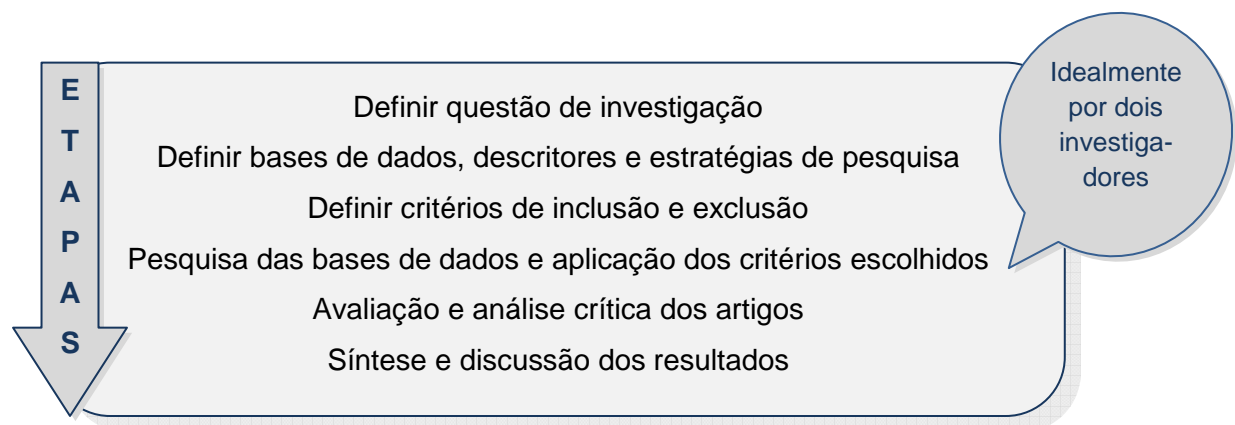 E
T
A
P
A
S
Definir questão de investigação
Definir bases de dados, descritores e estratégias de pesquisa
Definir critérios de inclusão e exclusão
Pesquisa das bases de dados e aplicação dos critérios escolhidos
Avaliação e análise crítica dos artigos
Síntese e discussão dos resultados
Idealmente
por dois
investiga-
dores